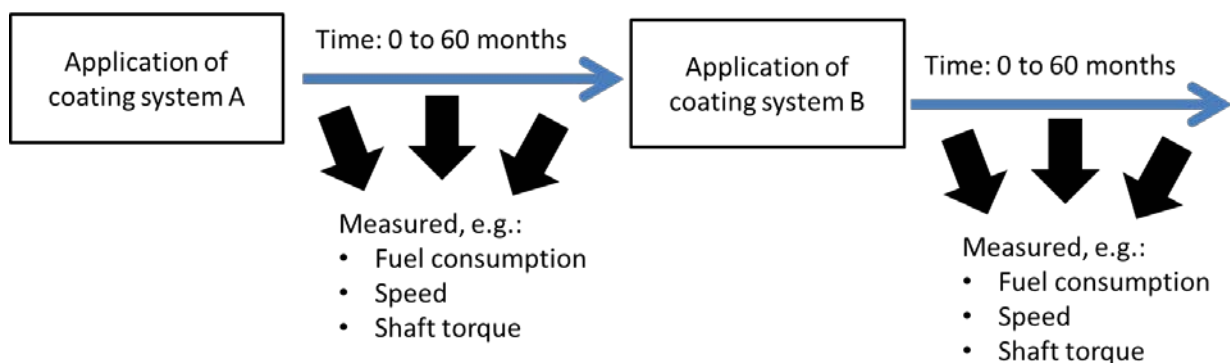 Application of
coating system A
Time: 0 to 60 months
Measured, e.g.:
• Fuel consumption
• Speed
• Shaft torque
Application of
coating system B
Time: 0 to 60 months
Measured, e.g.:
• Fuel consumption
• Speed
• Shaft torque